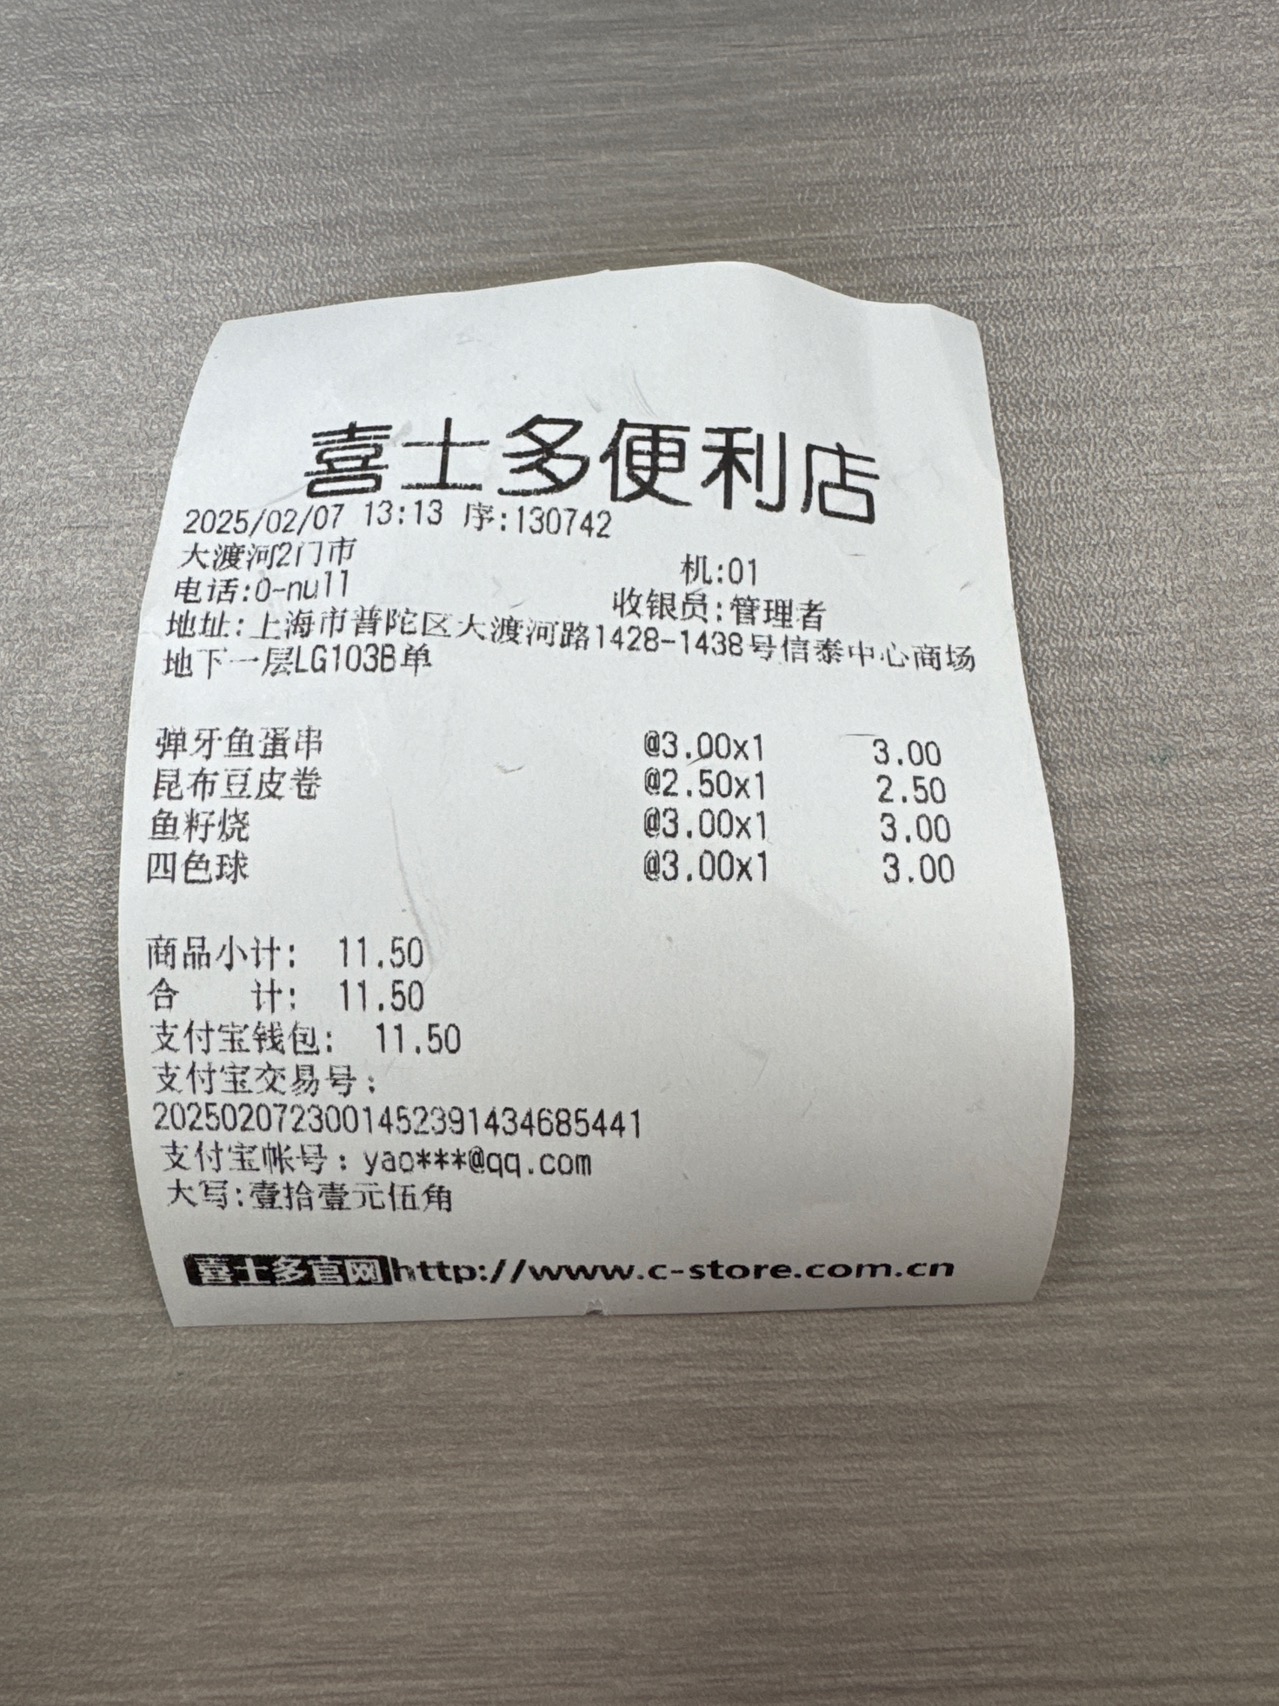 喜士多便利店
2025/02/07 13:13 序:130742
大渡河2门市 机:01
电话:0-null 收银员:管理者
地址:上海市普陀区大渡河路1428-1438号信泰中心商场
地下一层LG103B单
弹牙鱼蛋串 @3.00x1 3.00
昆布豆皮卷 @2.50x1 2.50
鱼籽烧 @3.00x1 3.00
四色球 @3.00x1 3.00
商品小计: 11.50
合 计: 11.50
支付宝钱包: 11.50
支付宝交易号:
2025020723001452391434685441
支付宝帐号:yao***@qq.com
大写:壹拾壹元伍角
喜士多官网http://www.c-store.com.cn